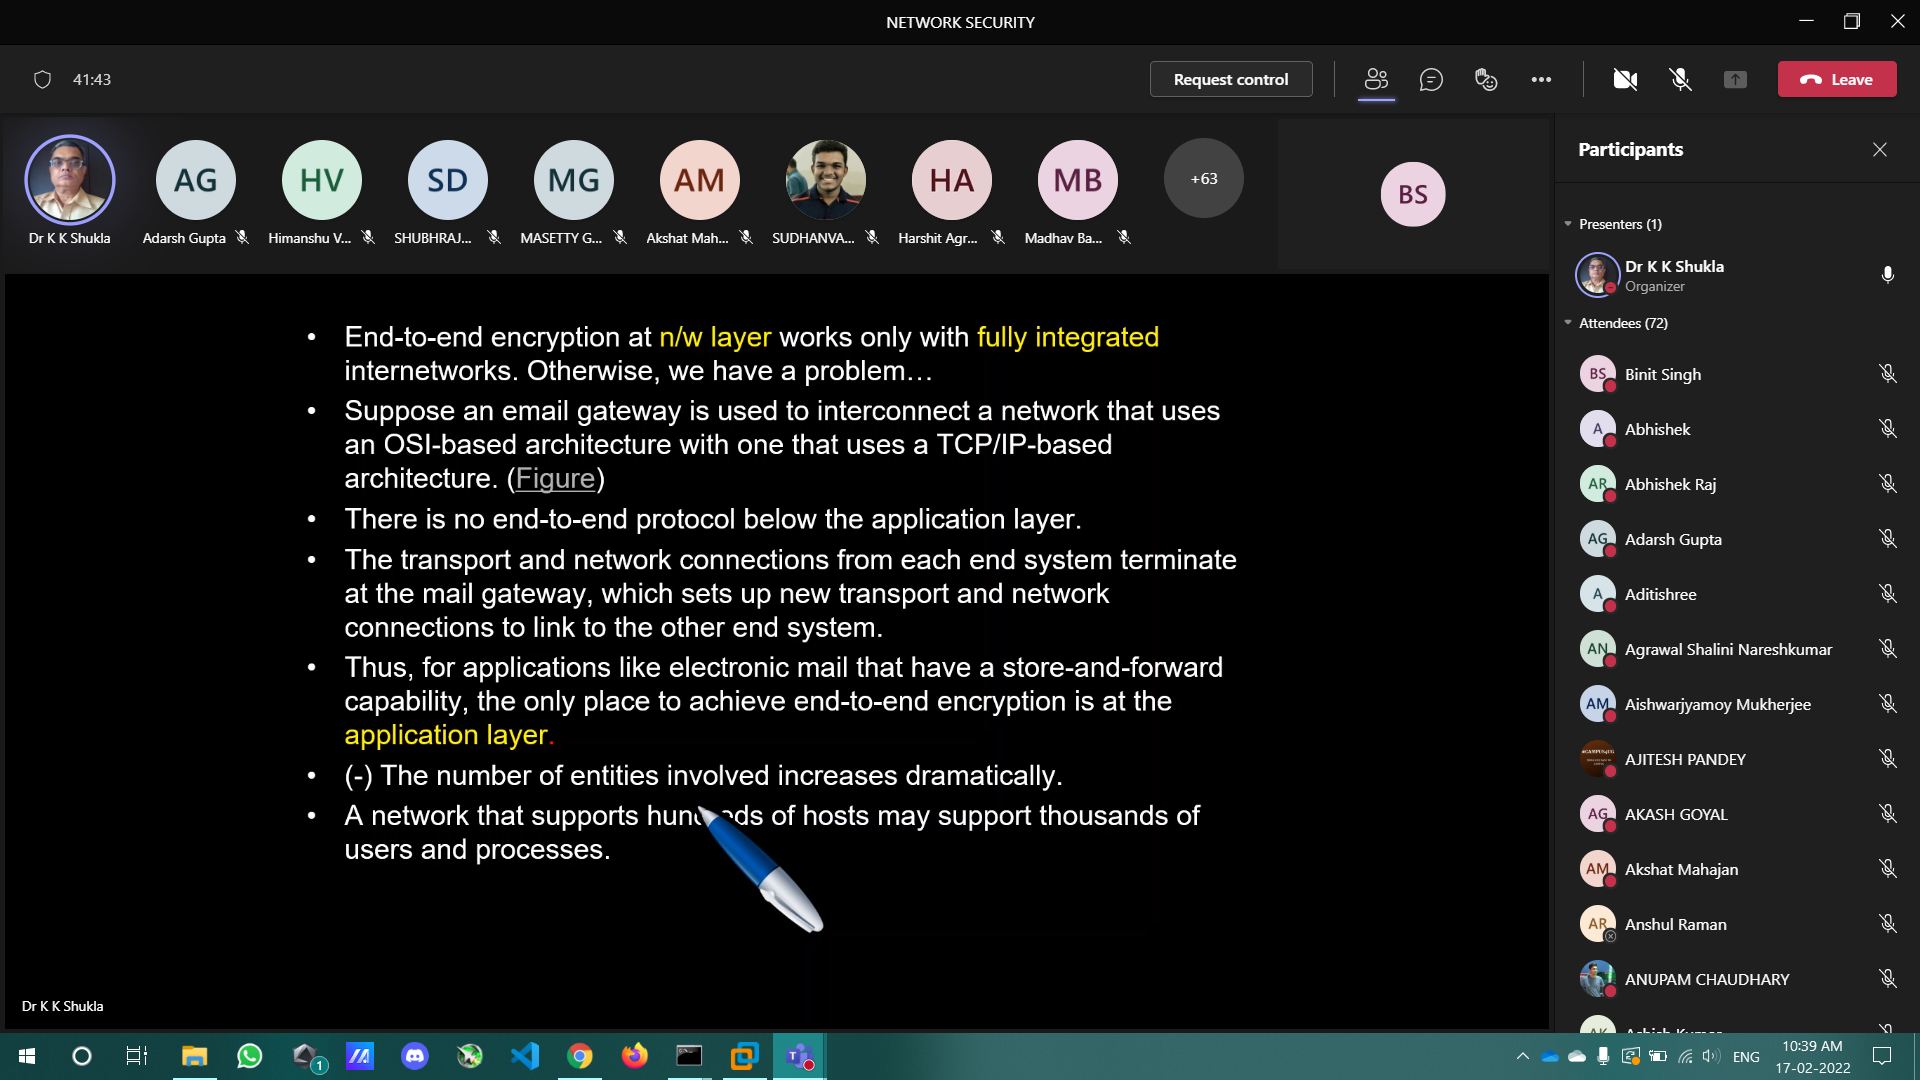 NETWORK SECURITY
41:43
Request control
Leave
AG
HV
SD
MG
AM
HA
MB
+63
BS
Dr K K Shukla
Adarsh Gupta
Himanshu V...
SHUBHRAJ...
MASETTY G...
Akshat Mah...
SUDHANVA...
Harshit Agr...
Madhav Ba...
• End-to-end encryption at n/w layer works only with fully integrated
internetworks. Otherwise, we have a problem…
• Suppose an email gateway is used to interconnect a network that uses
an OSI-based architecture with one that uses a TCP/IP-based
architecture. (Figure)
• There is no end-to-end protocol below the application layer.
• The transport and network connections from each end system terminate
at the mail gateway, which sets up new transport and network
connections to link to the other end system.
• Thus, for applications like electronic mail that have a store-and-forward
capability, the only place to achieve end-to-end encryption is at the
application layer.
• (-) The number of entities involved increases dramatically.
• A network that supports hundreds of hosts may support thousands of
users and processes.
Dr K K Shukla
Participants
Presenters (1)
Dr K K Shukla
Organizer
Attendees (72)
BS Binit Singh
A Abhishek
AR Abhishek Raj
AG Adarsh Gupta
A Aditishree
AN Agrawal Shalini Nareshkumar
AM Aishwarjyamoy Mukherjee
AJITESH PANDEY
AG AKASH GOYAL
AM Akshat Mahajan
AR Anshul Raman
ANUPAM CHAUDHARY
1
ENG
10:39 AM
17-02-2022